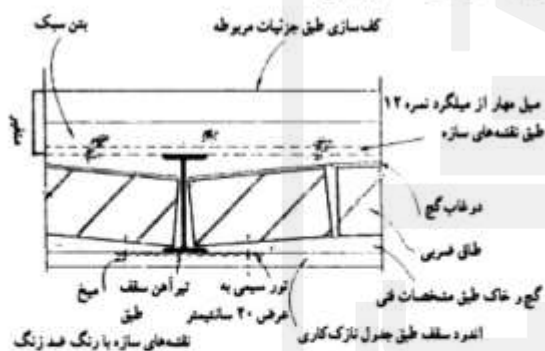 بتن سبک
کف سازی طبق جزئیات مربوطه
میل مهار از میلگرد نمره ۱۲
طبق نقشه‌های سازه
متغیر
دوغاب گچ
طاق ضربی
گچ و خاک طبق مشخصات فنی
اندود سقف طبق جدول نازک کاری
تور سیمی به
عرض ۲۰ سانتیمتر
تیرآهن سقف
طبق
نقشه‌های سازه با رنگ ضد زنگ
میخ